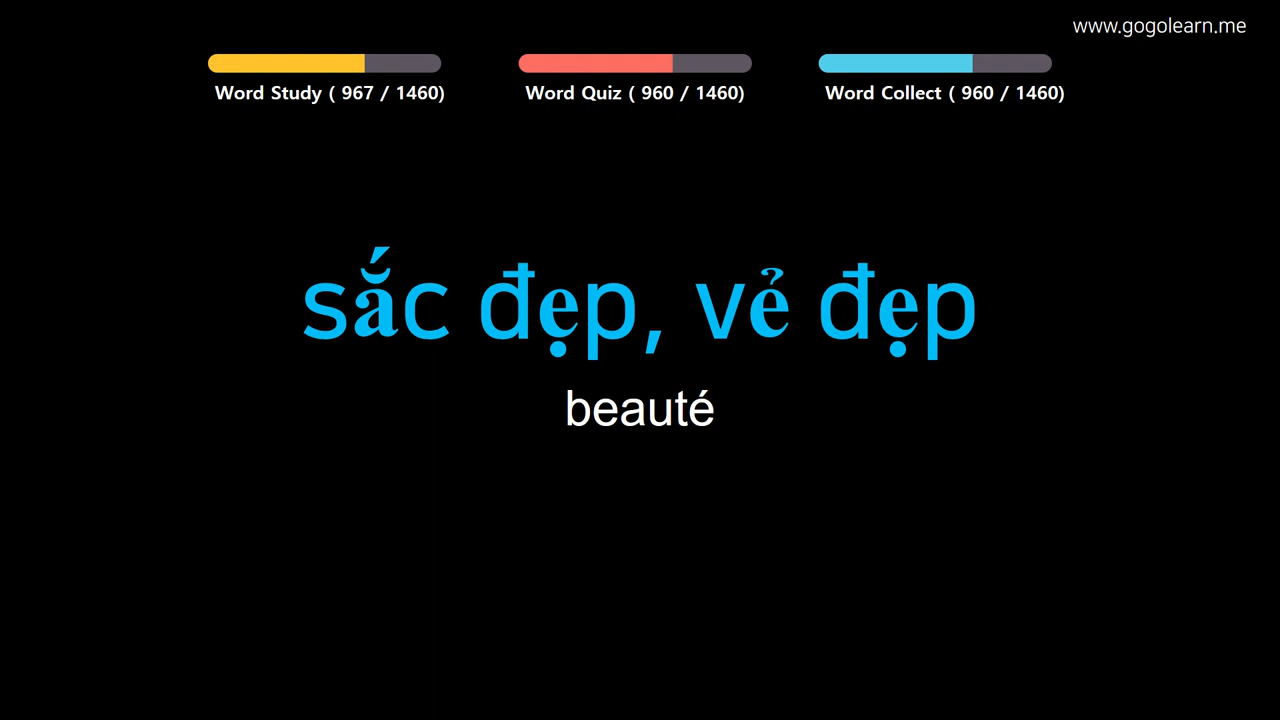 www.gogolearn.me
Word Study ( 967 / 1460)
Word Quiz ( 960 / 1460)
Word Collect ( 960 / 1460)
sắc đẹp, vẻ đẹp
beauté